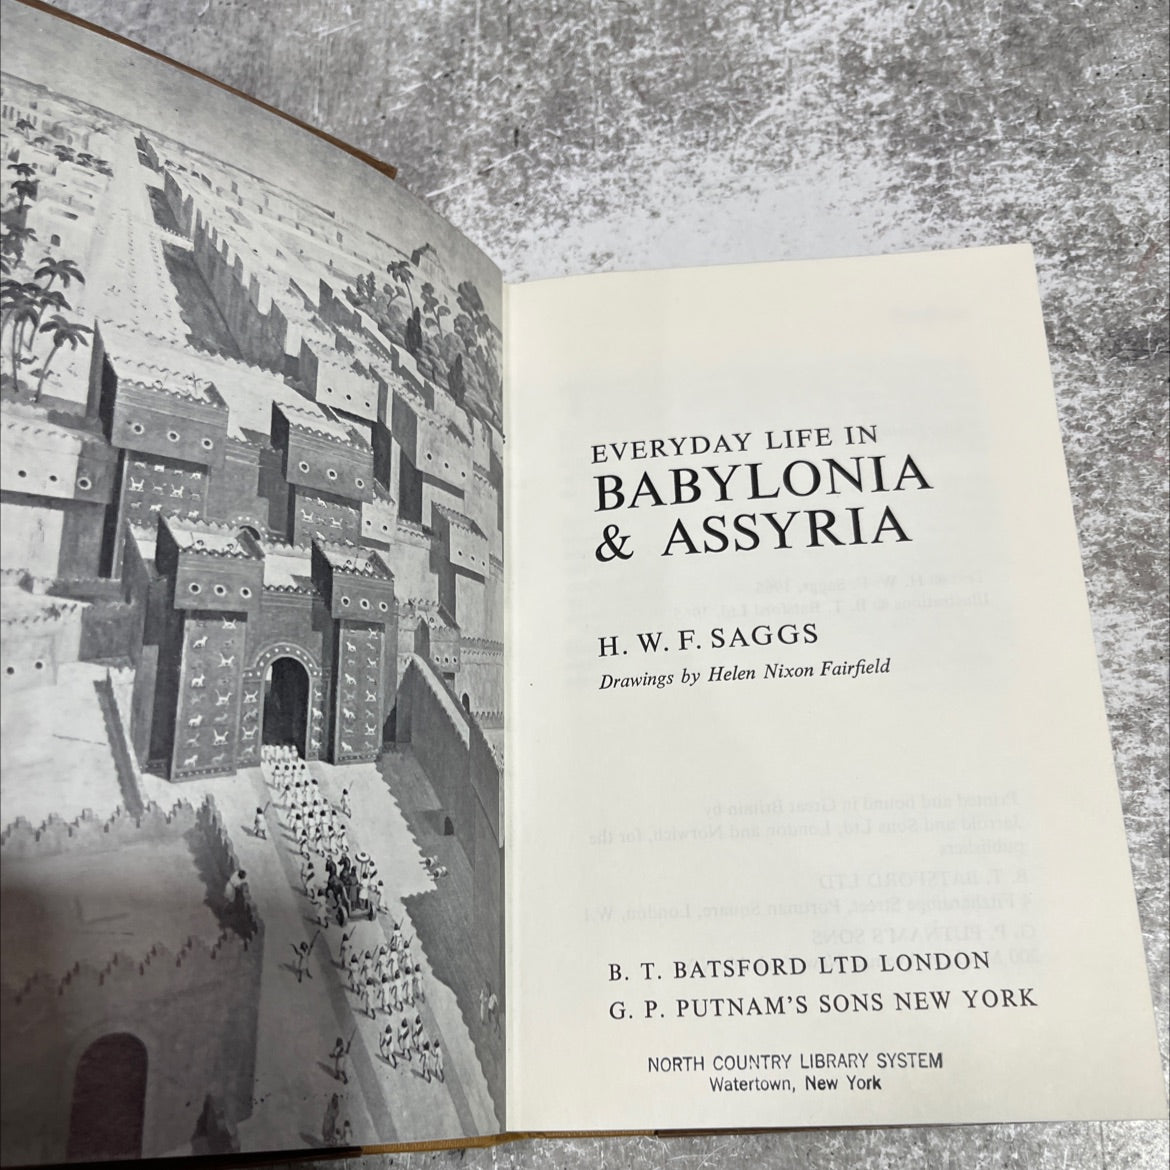 EVERYDAY LIFE IN
BABYLONIA
& ASSYRIA
H. W. F. SAGGS
Drawings by Helen Nixon Fairfield
B. T. BATSFORD LTD LONDON
G. P. PUTNAM'S SONS NEW YORK
NORTH COUNTRY LIBRARY SYSTEM
Watertown, New York